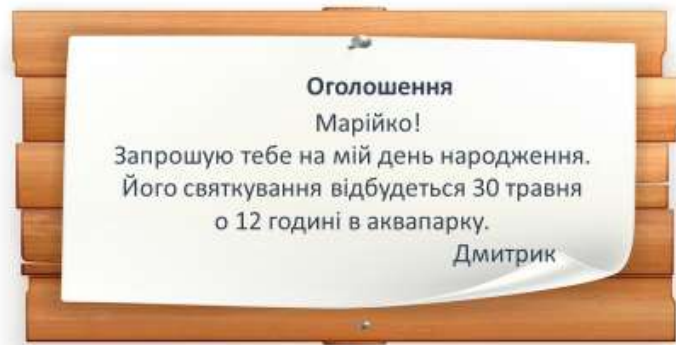 Оголошення
Марійко!
Запрошую тебе на мій день народження.
Його святкування відбудеться 30 травня
о 12 годині в аквапарку.
Дмитрик